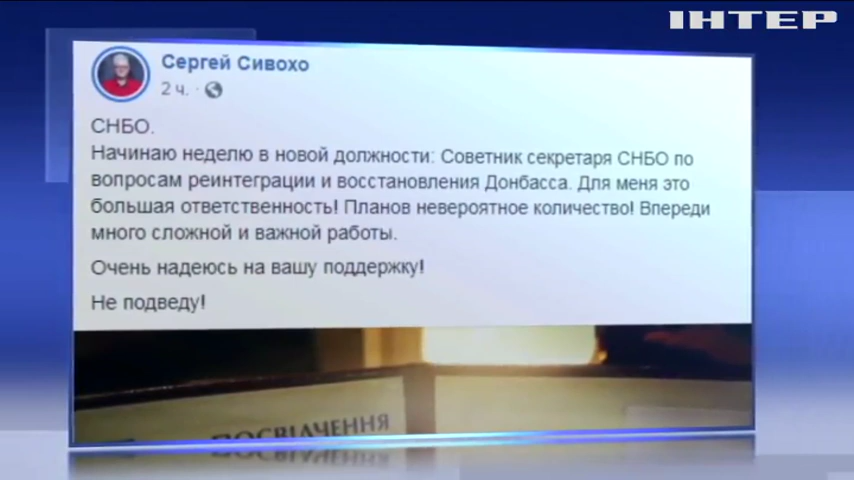 ІНТЕР
Сергей Сивохо
2 ч. ·
СНБО.
Начинаю неделю в новой должности: Советник секретаря СНБО по
вопросам реинтеграции и восстановления Донбасса. Для меня это
большая ответственность! Планов невероятное количество! Впереди
много сложной и важной работы.
Очень надеюсь на вашу поддержку!
Не подведу!
ПОСВІДЧЕННЯ